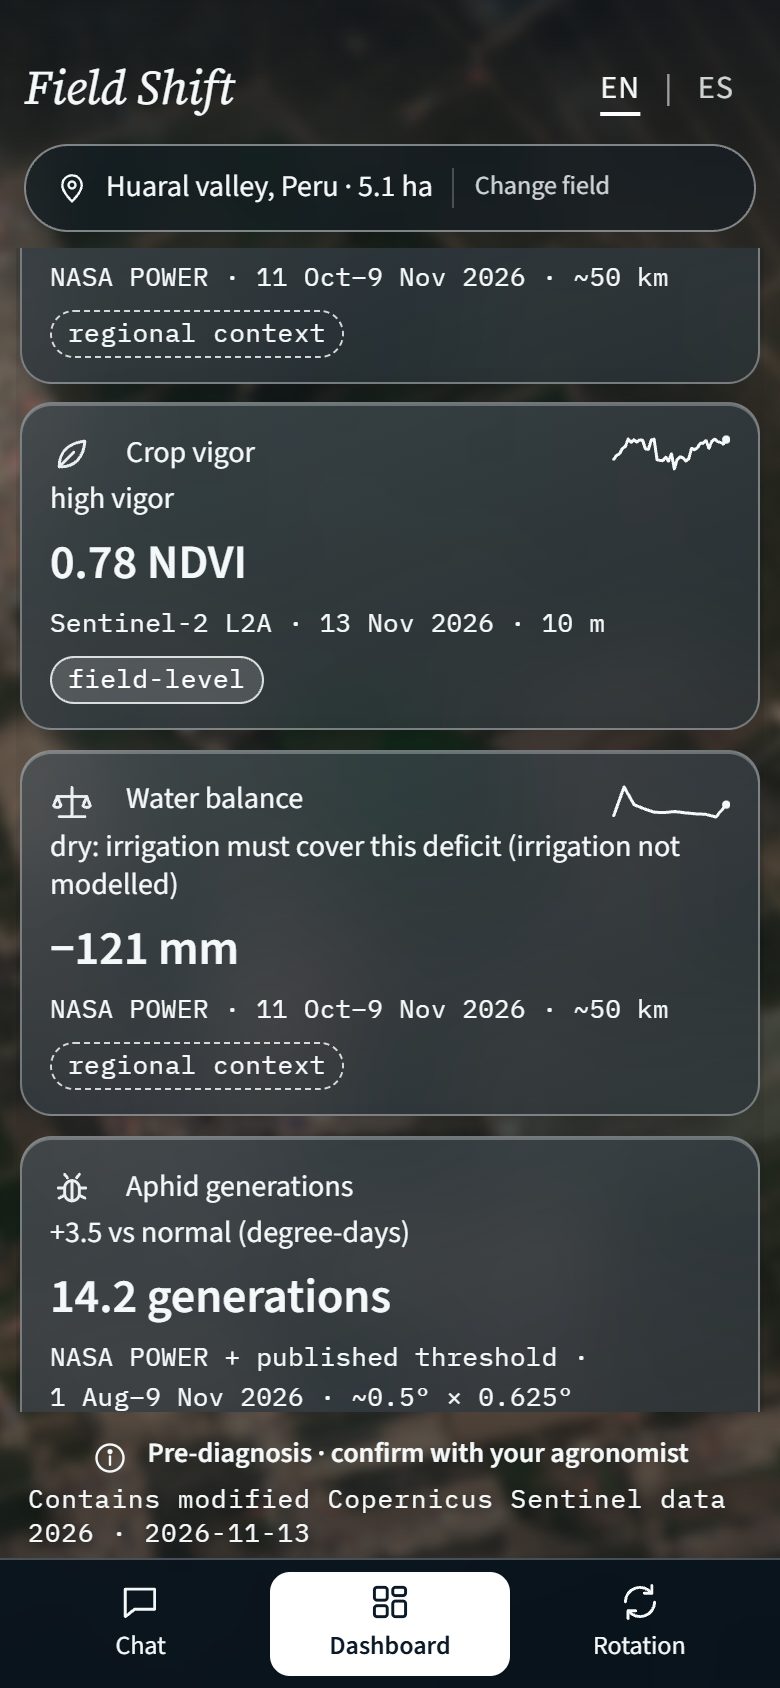 Field Shift
EN | ES
Huaral valley, Peru · 5.1 ha | Change field
NASA POWER · 11 Oct–9 Nov 2026 · ~50 km
regional context
Crop vigor
high vigor
0.78 NDVI
Sentinel-2 L2A · 13 Nov 2026 · 10 m
field-level
Water balance
dry: irrigation must cover this deficit (irrigation not
modelled)
−121 mm
NASA POWER · 11 Oct–9 Nov 2026 · ~50 km
regional context
Aphid generations
+3.5 vs normal (degree-days)
14.2 generations
NASA POWER + published threshold ·
1 Aug–9 Nov 2026 · ~0.5° × 0.625°
Pre-diagnosis · confirm with your agronomist
Contains modified Copernicus Sentinel data
2026 · 2026-11-13
Chat
Dashboard
Rotation